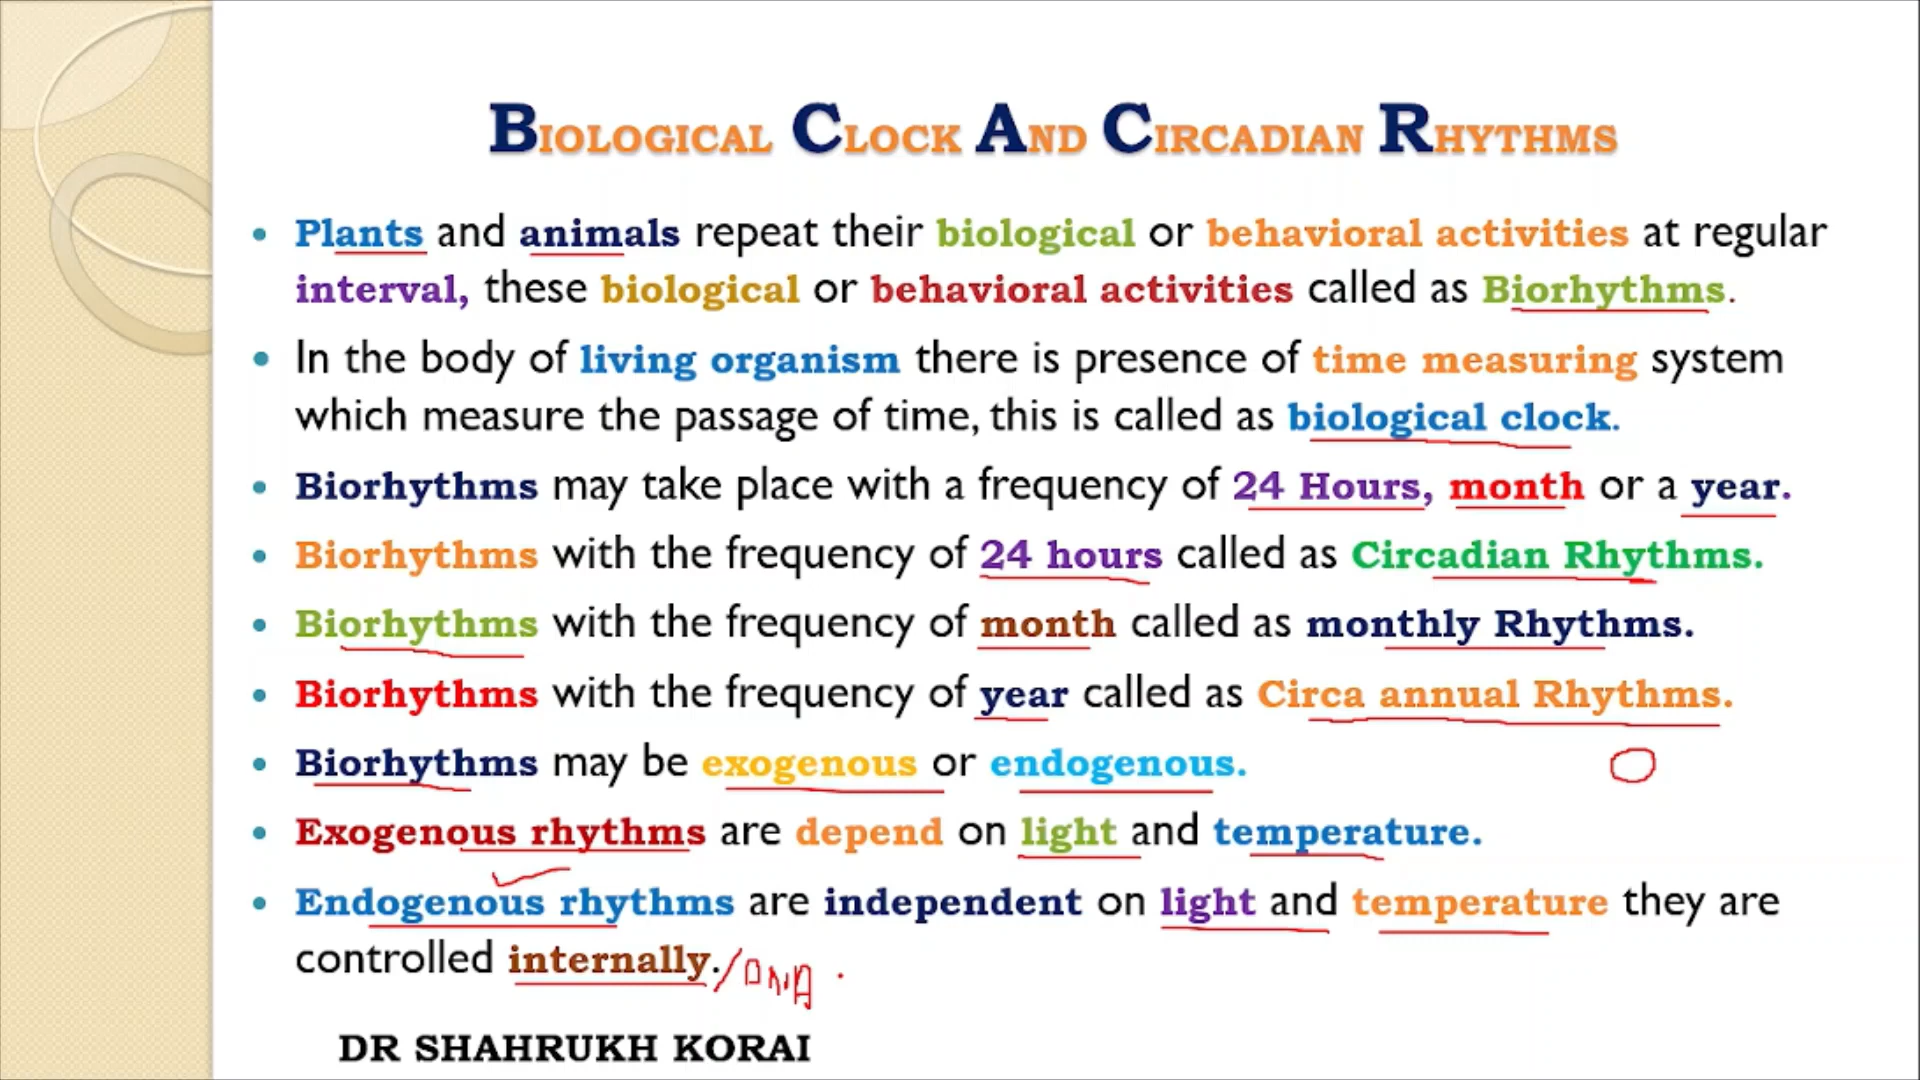 Biological Clock And Circadian Rhythms
• Plants and animals repeat their biological or behavioral activities at regular
interval, these biological or behavioral activities called as Biorhythms.
• In the body of living organism there is presence of time measuring system
which measure the passage of time, this is called as biological clock.
• Biorhythms may take place with a frequency of 24 Hours, month or a year.
• Biorhythms with the frequency of 24 hours called as Circadian Rhythms.
• Biorhythms with the frequency of month called as monthly Rhythms.
• Biorhythms with the frequency of year called as Circa annual Rhythms.
• Biorhythms may be exogenous or endogenous.
• Exogenous rhythms are depend on light and temperature.
• Endogenous rhythms are independent on light and temperature they are
controlled internally. /DNA
DR SHAHRUKH KORAI